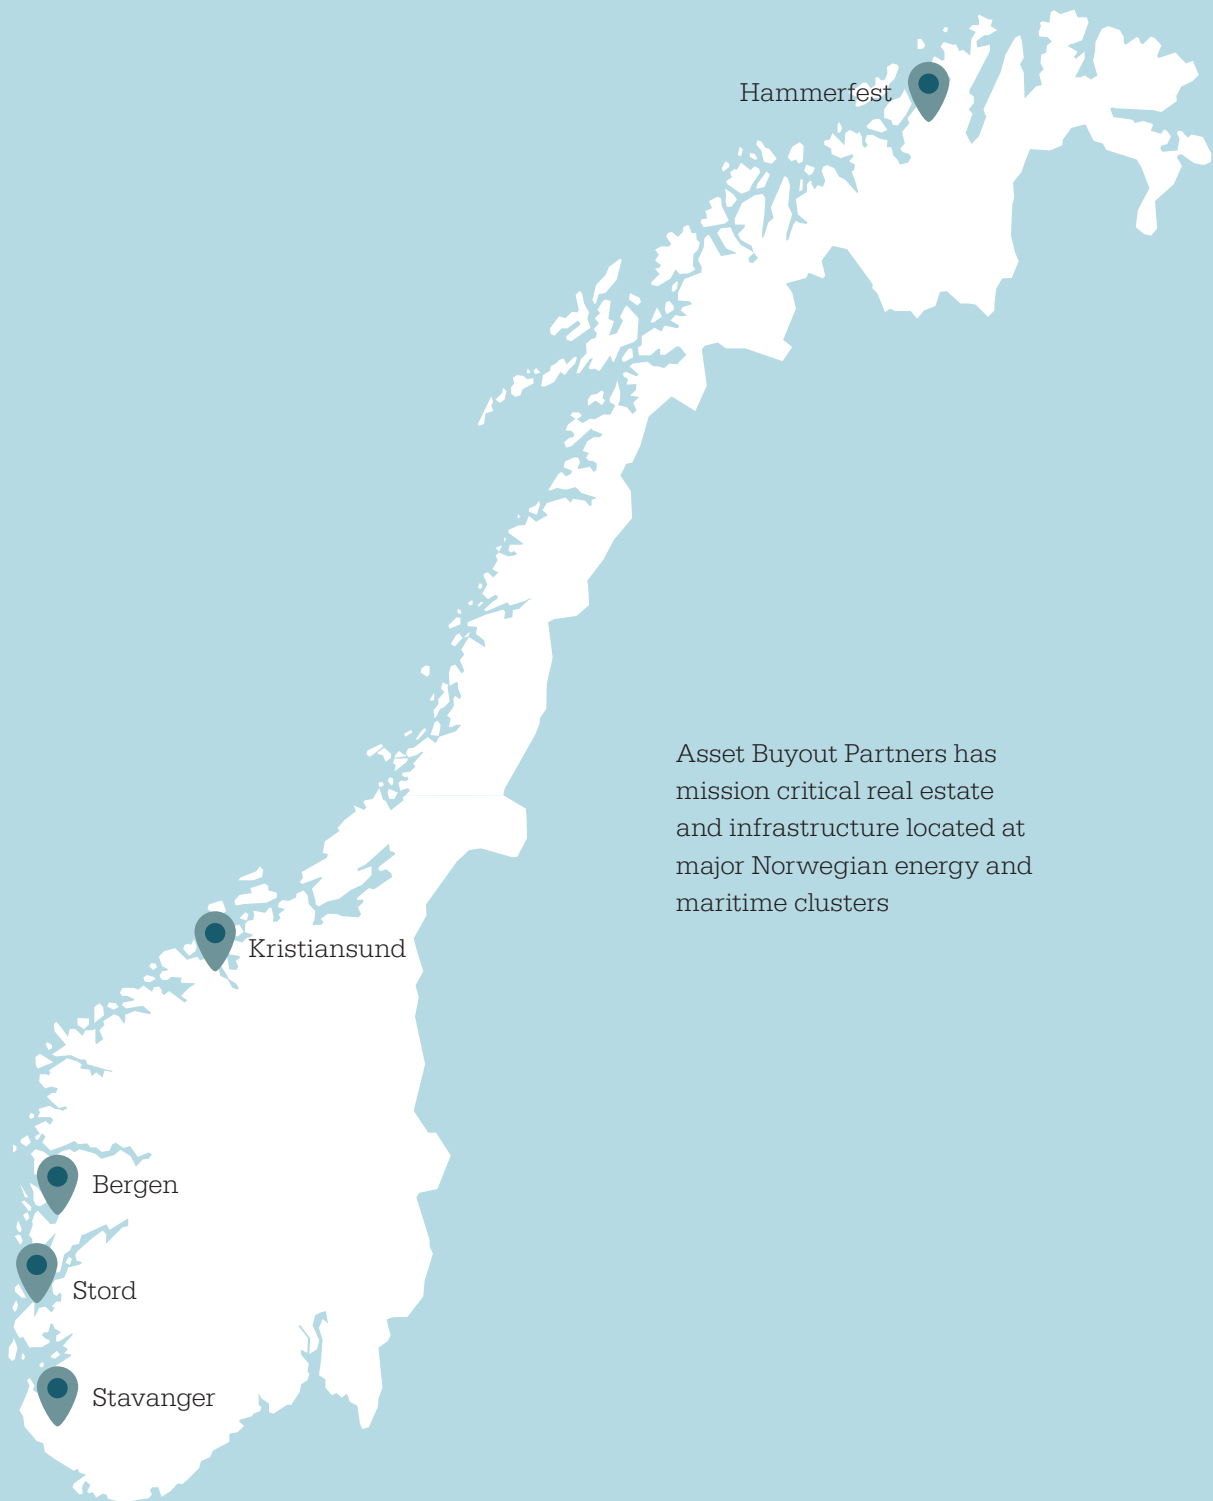 Hammerfest
Asset Buyout Partners has
mission critical real estate
and infrastructure located at
major Norwegian energy and
maritime clusters
Kristiansund
Bergen
Stord
Stavanger